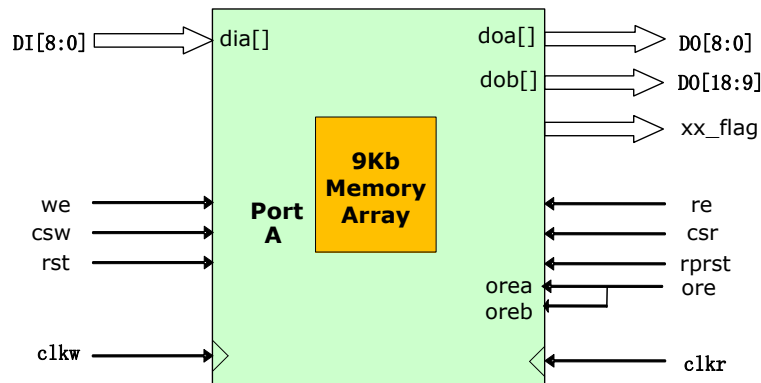 DI[8:0] dia[] doa[] DO[8:0]
dob[] DO[18:9]
xx_flag
9Kb
Memory
Array
Port
A
we re
csw csr
rst rprst
orea ore
oreb
clkw clkr